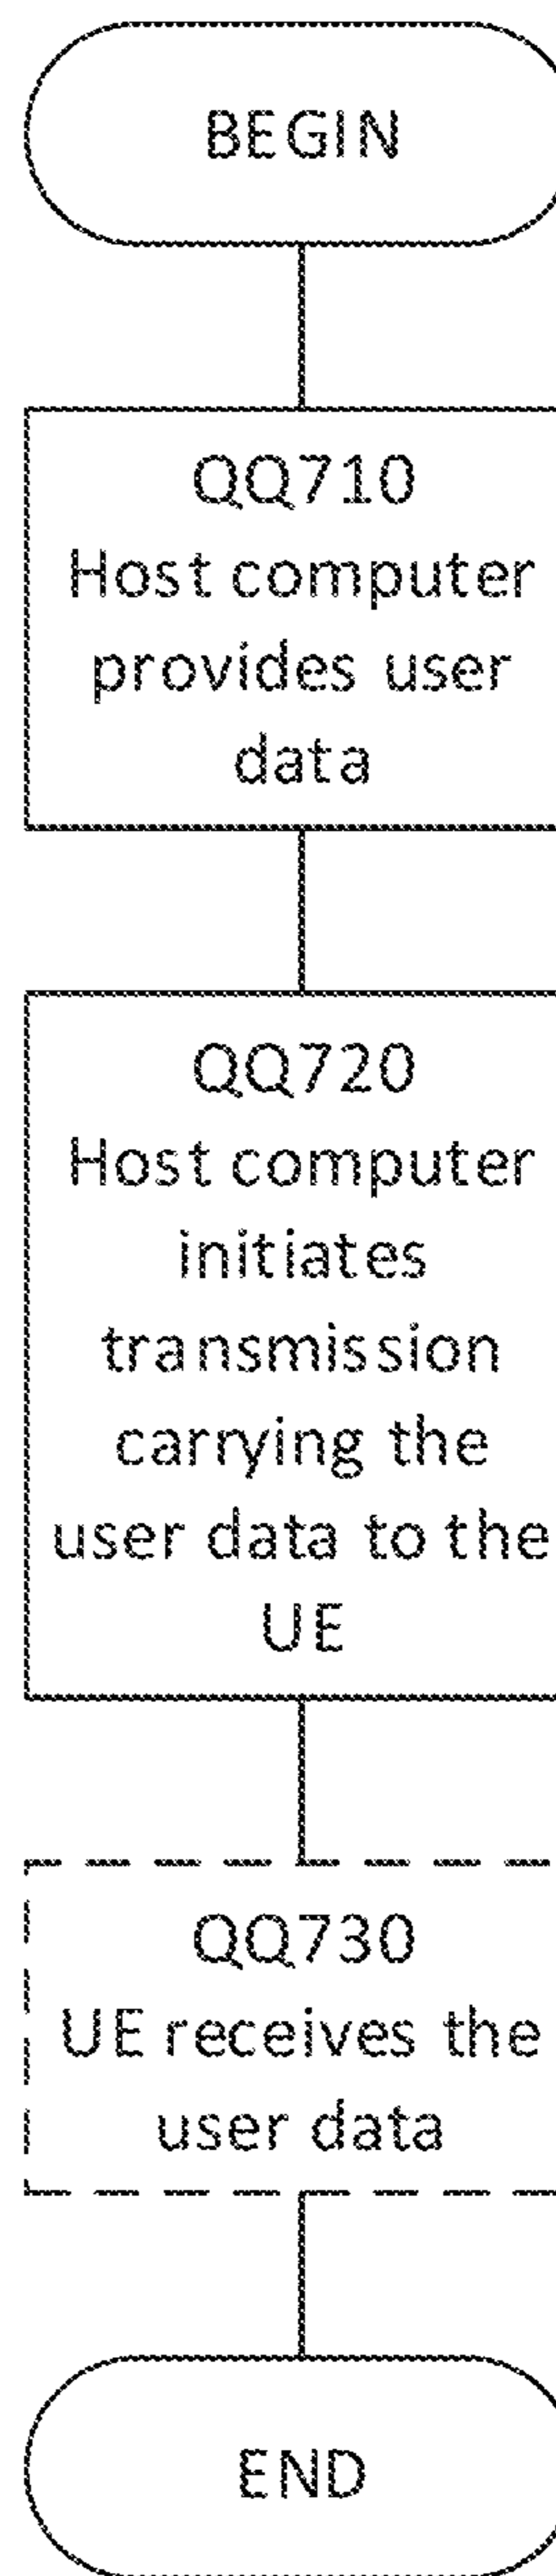 BEGIN
QQ710
Host computer
provides user
data
QQ720
Host computer
initiates
transmission
carrying the
user data to the
UE
QQ730
UE receives the
user data
END